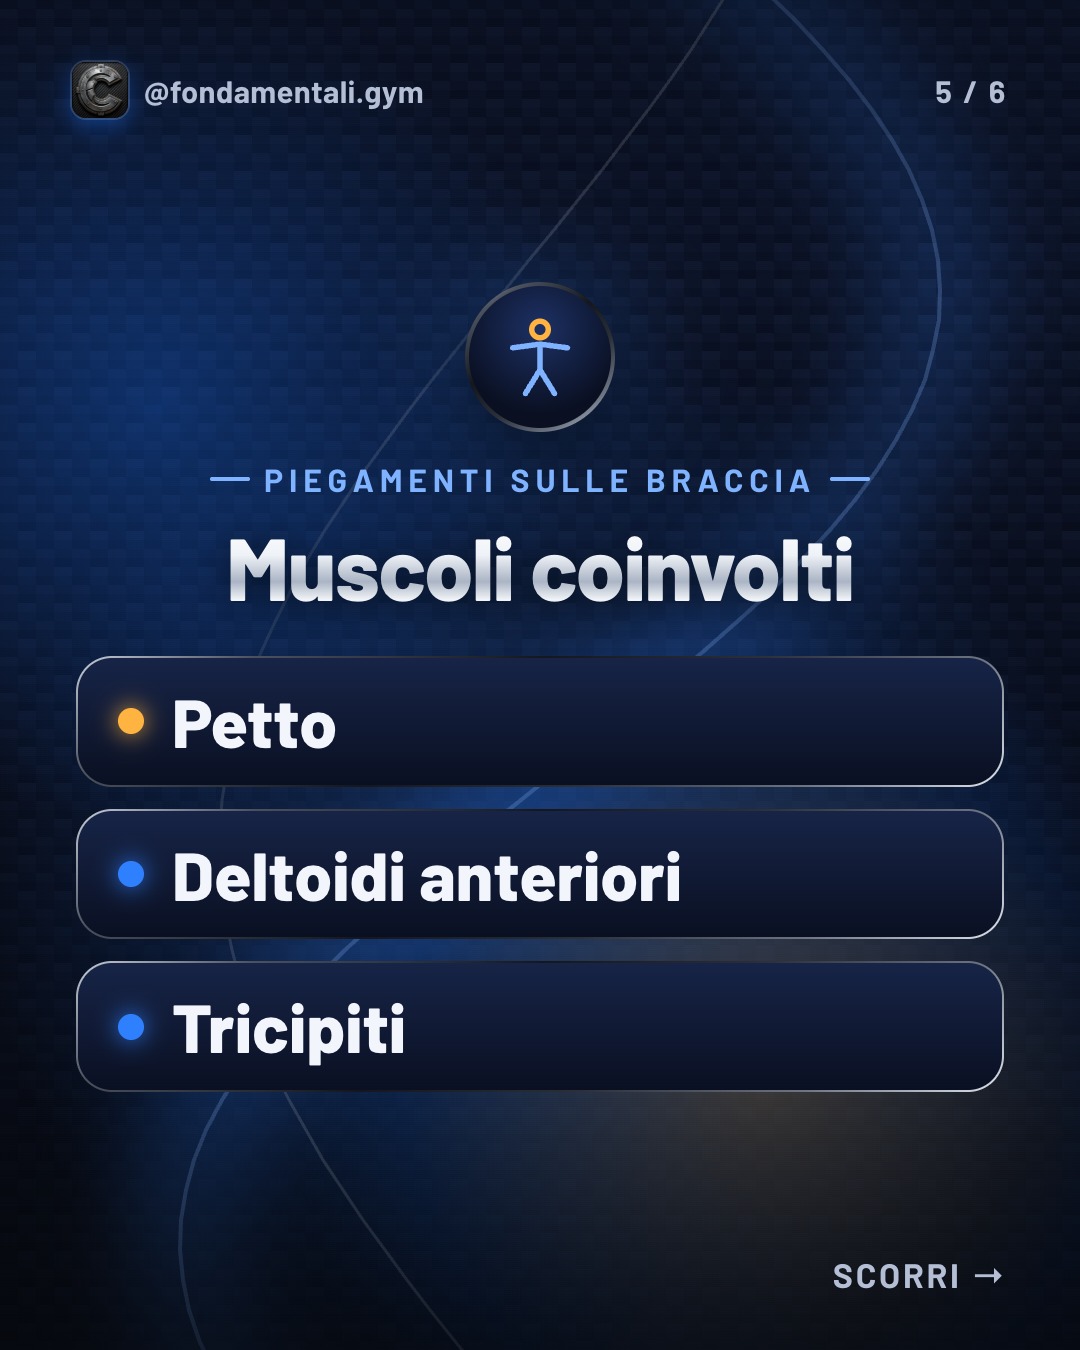 @fondamentali.gym
5 / 6
PIEGAMENTI SULLE BRACCIA
Muscoli coinvolti
Petto
Deltoidi anteriori
Tricipiti
SCORRI →